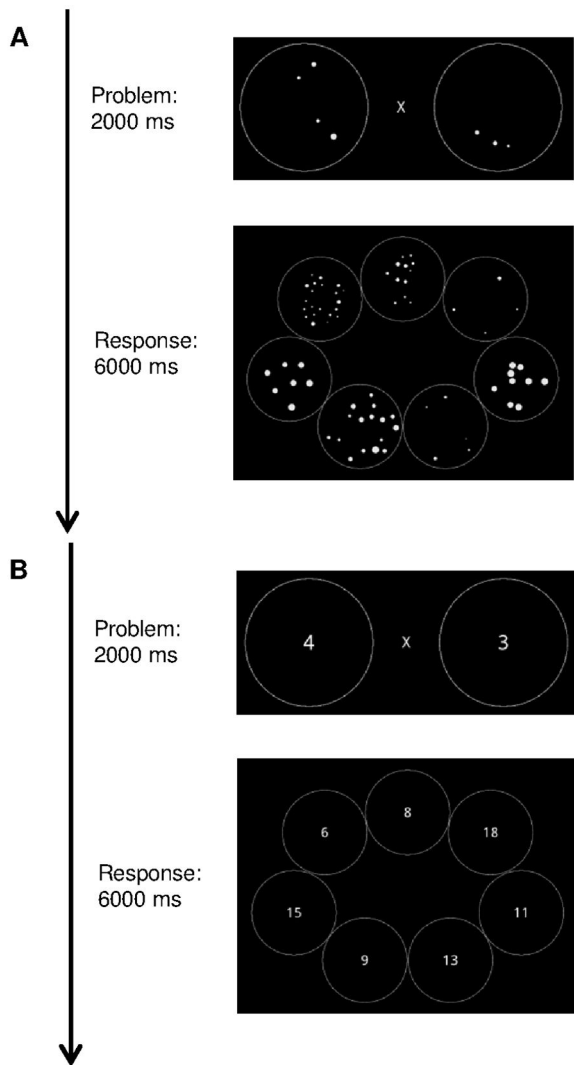 A
Problem:
2000 ms
X
Response:
6000 ms
B
Problem:
2000 ms
4 X 3
Response:
6000 ms
8
6 18
15 11
9 13